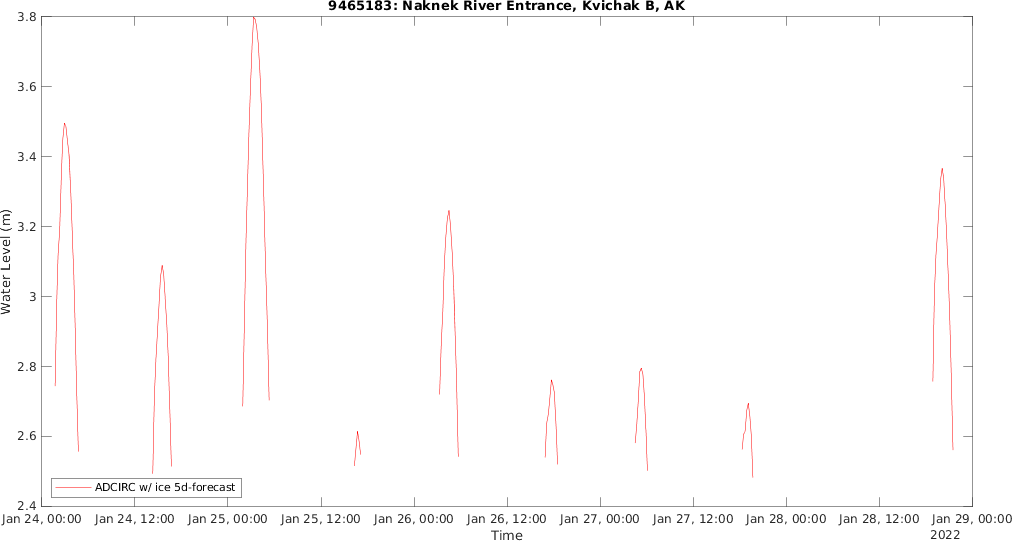 9465183: Naknek River Entrance, Kvichak B, AK
3.8
3.6
3.4
3.2
3
2.8
2.6
2.4
Water Level (m)
ADCIRC w/ ice 5d-forecast
Jan 24, 00:00 Jan 24, 12:00 Jan 25, 00:00 Jan 25, 12:00 Jan 26, 00:00 Jan 26, 12:00 Jan 27, 00:00 Jan 27, 12:00 Jan 28, 00:00 Jan 28, 12:00 Jan 29, 00:00
Time
2022